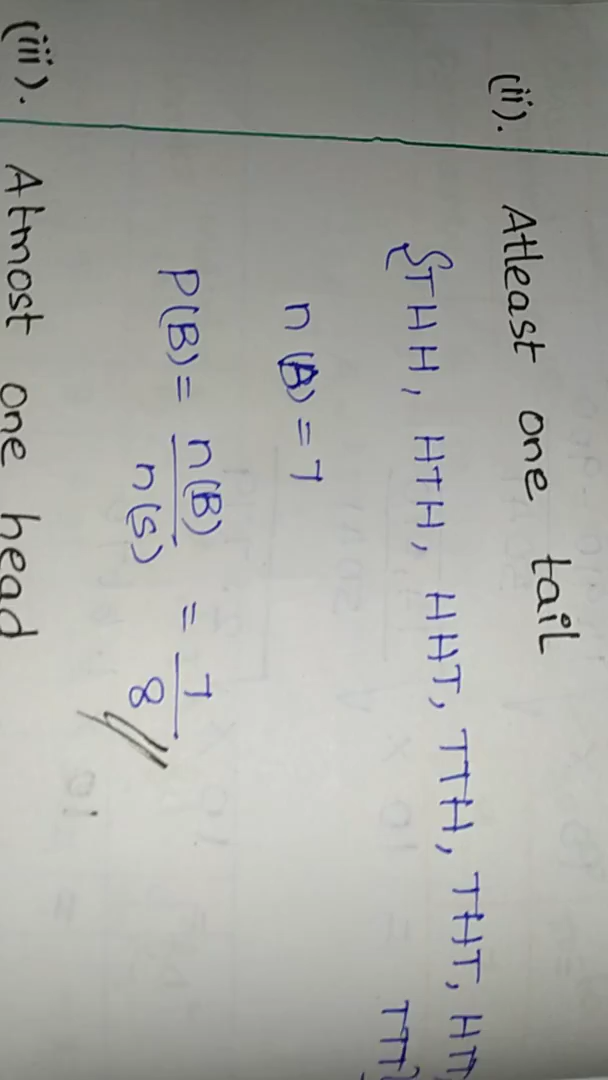 (ii). Atleast one tail
{THH, HTH, HHT, TTH, THT, HTT
TTT}
n(B) = 7
P(B) = n(B)/n(S) = 7/8
(iii). Atmost one head